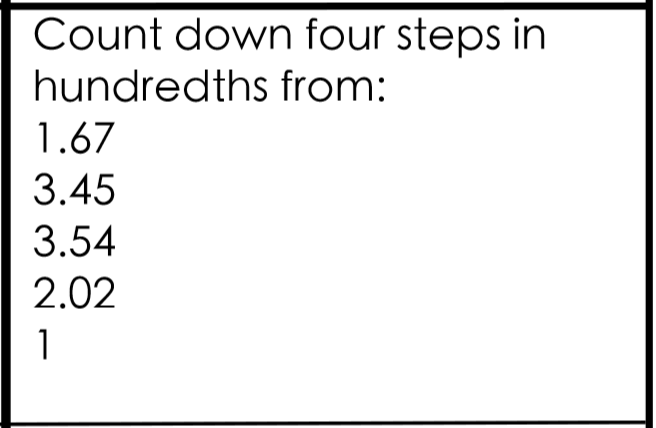 Count down four steps in
hundredths from:
1.67
3.45
3.54
2.02
1